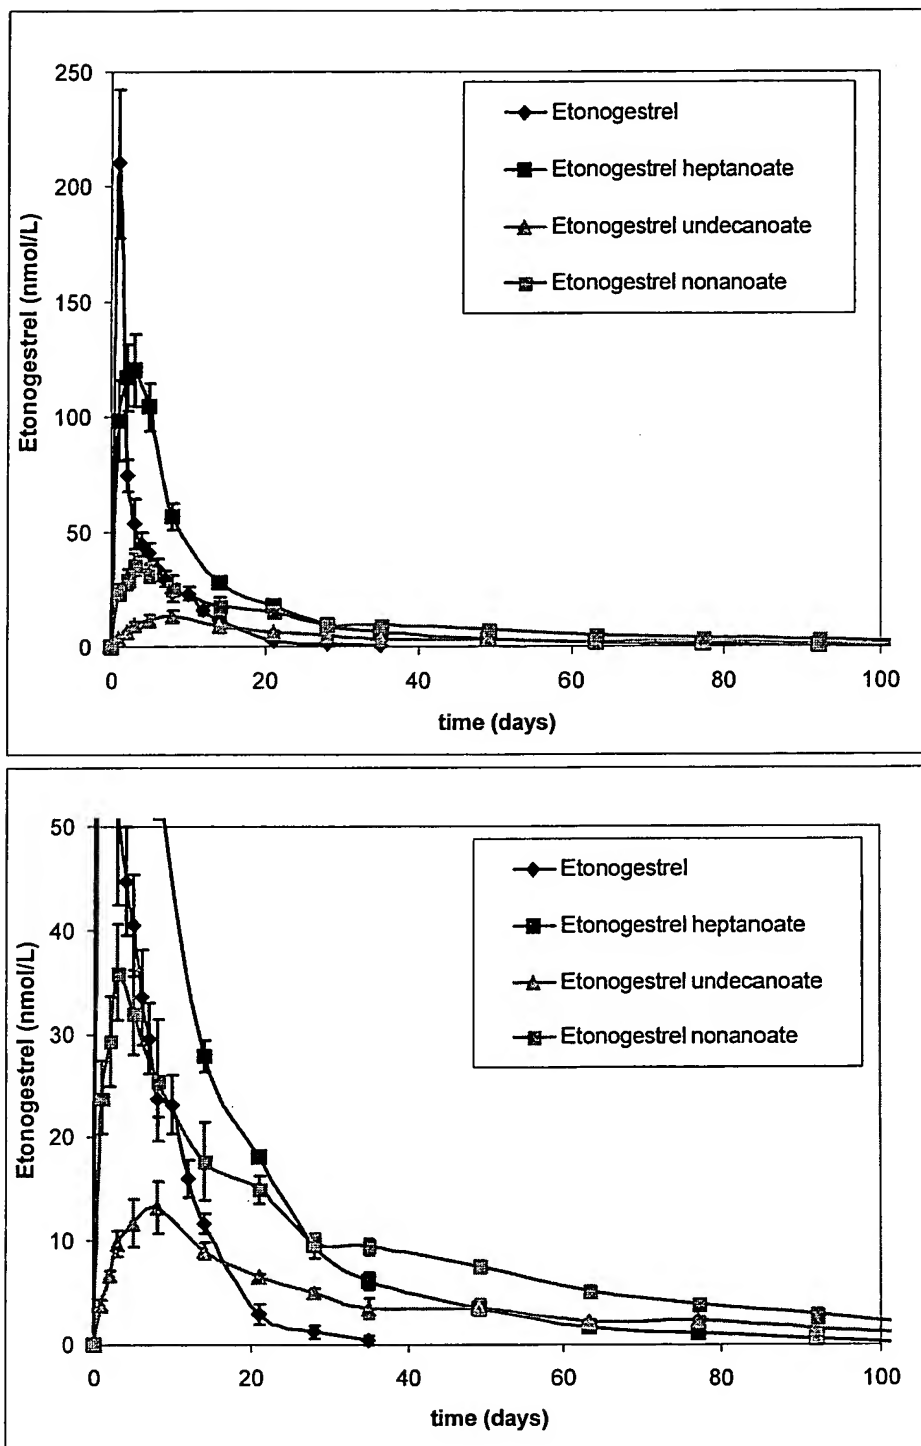 250
200
150
100
50
0
Etonogestrel (nmol/L)
Etonogestrel
Etonogestrel heptanoate
Etonogestrel undecanoate
Etonogestrel nonanoate
0 20 40 60 80 100
time (days)
50
40
30
20
10
0
Etonogestrel (nmol/L)
Etonogestrel
Etonogestrel heptanoate
Etonogestrel undecanoate
Etonogestrel nonanoate
0 20 40 60 80 100
time (days)